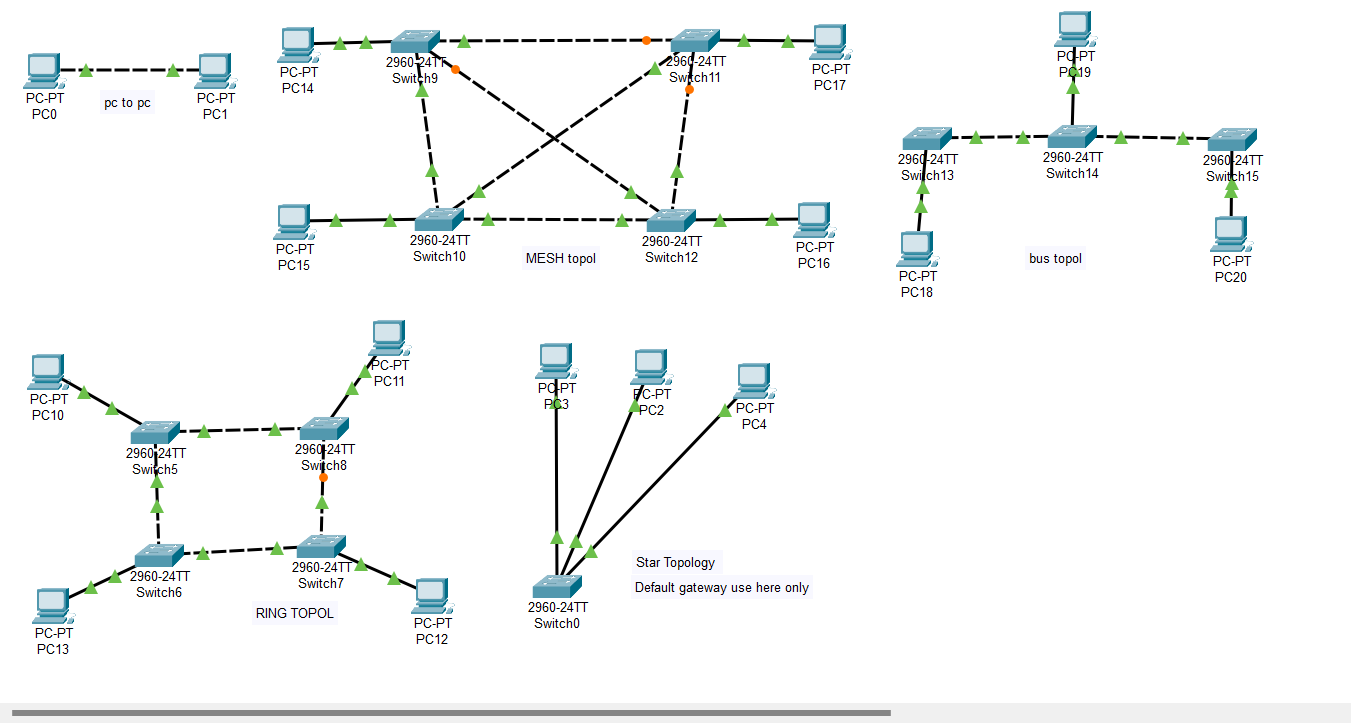 PC-PT
PC0
pc to pc
PC-PT
PC1
PC-PT
PC14
2960-24TT
Switch9
2960-24TT
Switch11
PC-PT
PC17
PC-PT
PC15
2960-24TT
Switch10
MESH topol
2960-24TT
Switch12
PC-PT
PC16
PC-PT
PC19
2960-24TT
Switch13
2960-24TT
Switch14
2960-24TT
Switch15
PC-PT
PC18
bus topol
PC-PT
PC20
PC-PT
PC10
PC-PT
PC11
2960-24TT
Switch5
2960-24TT
Switch8
2960-24TT
Switch6
2960-24TT
Switch7
PC-PT
PC13
RING TOPOL
PC-PT
PC12
PC-PT
PC3
PC-PT
PC2
PC-PT
PC4
Star Topology
Default gateway use here only
2960-24TT
Switch0